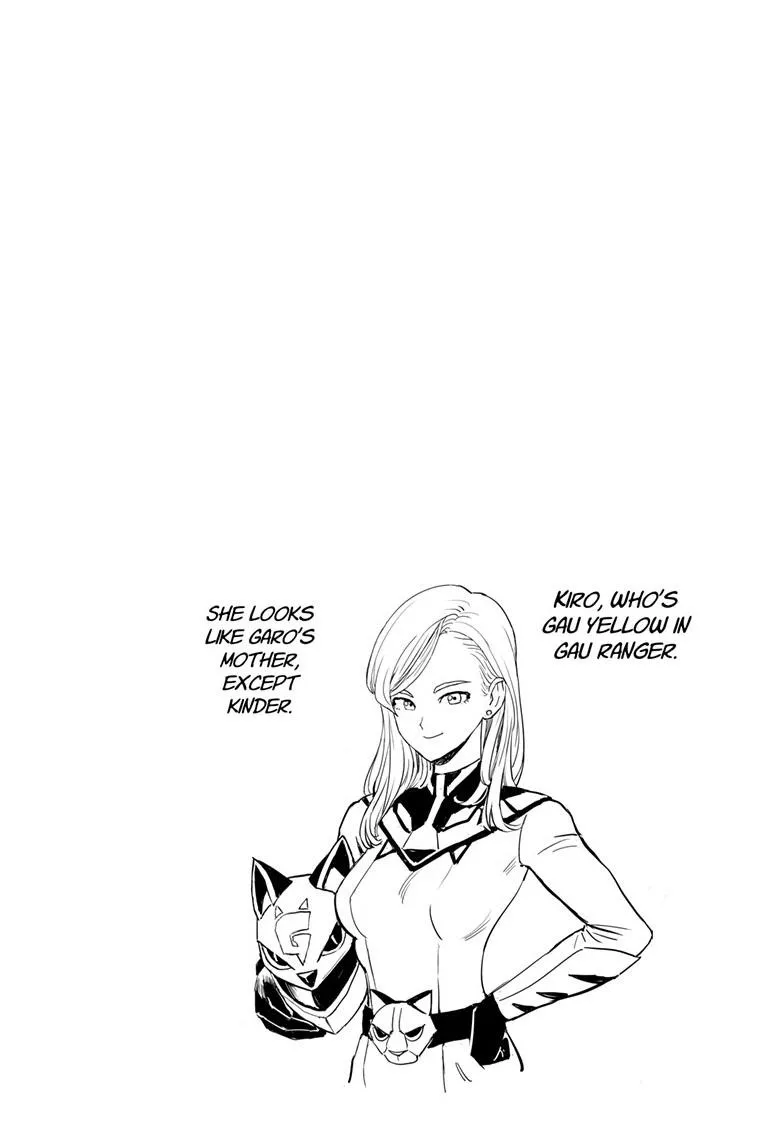 KIRO, WHO'S
GAU YELLOW IN
GAU RANGER.
SHE LOOKS
LIKE GARO'S
MOTHER,
EXCEPT
KINDER.
G